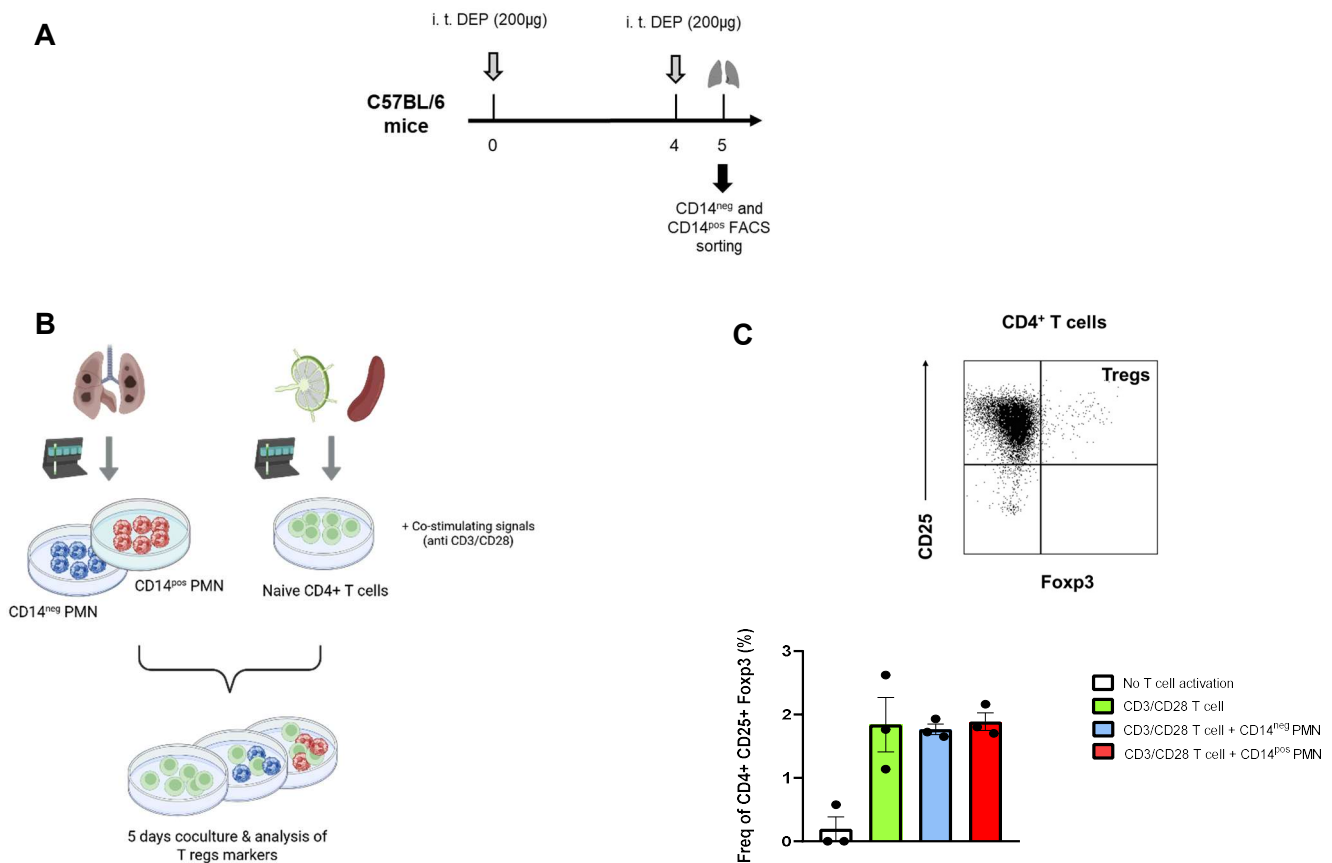 A
i. t. DEP (200µg)
i. t. DEP (200µg)
C57BL/6
mice
0
4
5
CD14neg and
CD14pos FACS
sorting
B
+ Co-stimulating signals
(anti CD3/CD28)
CD14pos PMN
CD14neg PMN
Naive CD4+ T cells
5 days coculture & analysis of
T regs markers
C
CD4+ T cells
Tregs
CD25
Foxp3
Freq of CD4+ CD25+ Foxp3 (%)
3
2
1
0
No T cell activation
CD3/CD28 T cell
CD3/CD28 T cell + CD14neg PMN
CD3/CD28 T cell + CD14pos PMN